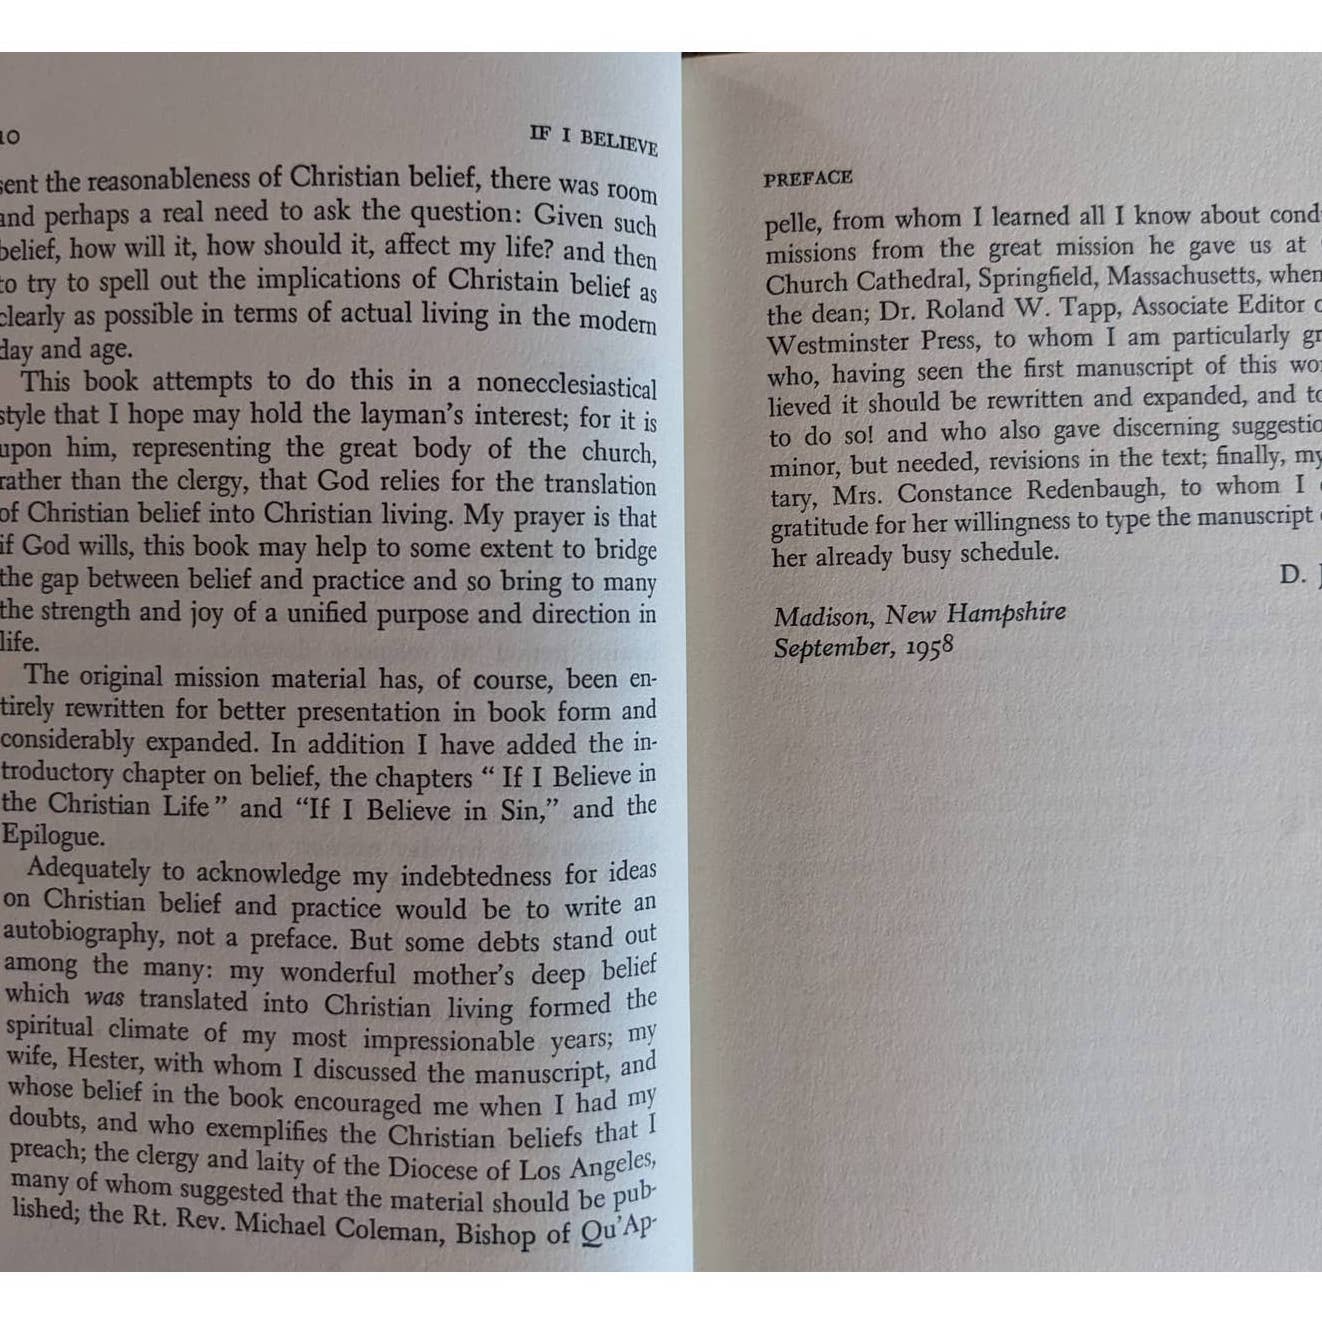 10
IF I BELIEVE
sent the reasonableness of Christian belief, there was room
and perhaps a real need to ask the question: Given such
belief, how will it, how should it, affect my life? and then
to try to spell out the implications of Christain belief as
clearly as possible in terms of actual living in the modern
day and age.
This book attempts to do this in a nonecclesiastical
style that I hope may hold the layman's interest; for it is
upon him, representing the great body of the church,
rather than the clergy, that God relies for the translation
of Christian belief into Christian living. My prayer is that
if God wills, this book may help to some extent to bridge
the gap between belief and practice and so bring to many
the strength and joy of a unified purpose and direction in
life.
The original mission material has, of course, been en-
tirely rewritten for better presentation in book form and
considerably expanded. In addition I have added the in-
troductory chapter on belief, the chapters “ If I Believe in
the Christian Life ” and “If I Believe in Sin,” and the
Epilogue.
Adequately to acknowledge my indebtedness for ideas
on Christian belief and practice would be to write an
autobiography, not a preface. But some debts stand out
among the many: my wonderful mother's deep belief
which was translated into Christian living formed the
spiritual climate of my most impressionable years; my
wife, Hester, with whom I discussed the manuscript, and
whose belief in the book encouraged me when I had my
doubts, and who exemplifies the Christian beliefs that I
preach; the clergy and laity of the Diocese of Los Angeles,
many of whom suggested that the material should be pub-
lished; the Rt. Rev. Michael Coleman, Bishop of Qu'Ap-
PREFACE
pelle, from whom I learned all I know about cond
missions from the great mission he gave us at
Church Cathedral, Springfield, Massachusetts, when
the dean; Dr. Roland W. Tapp, Associate Editor
Westminster Press, to whom I am particularly gr
who, having seen the first manuscript of this wo
lieved it should be rewritten and expanded, and to
to do so! and who also gave discerning suggestio
minor, but needed, revisions in the text; finally, my
tary, Mrs. Constance Redenbaugh, to whom I
gratitude for her willingness to type the manuscript
her already busy schedule.
D.
Madison, New Hampshire
September, 1958